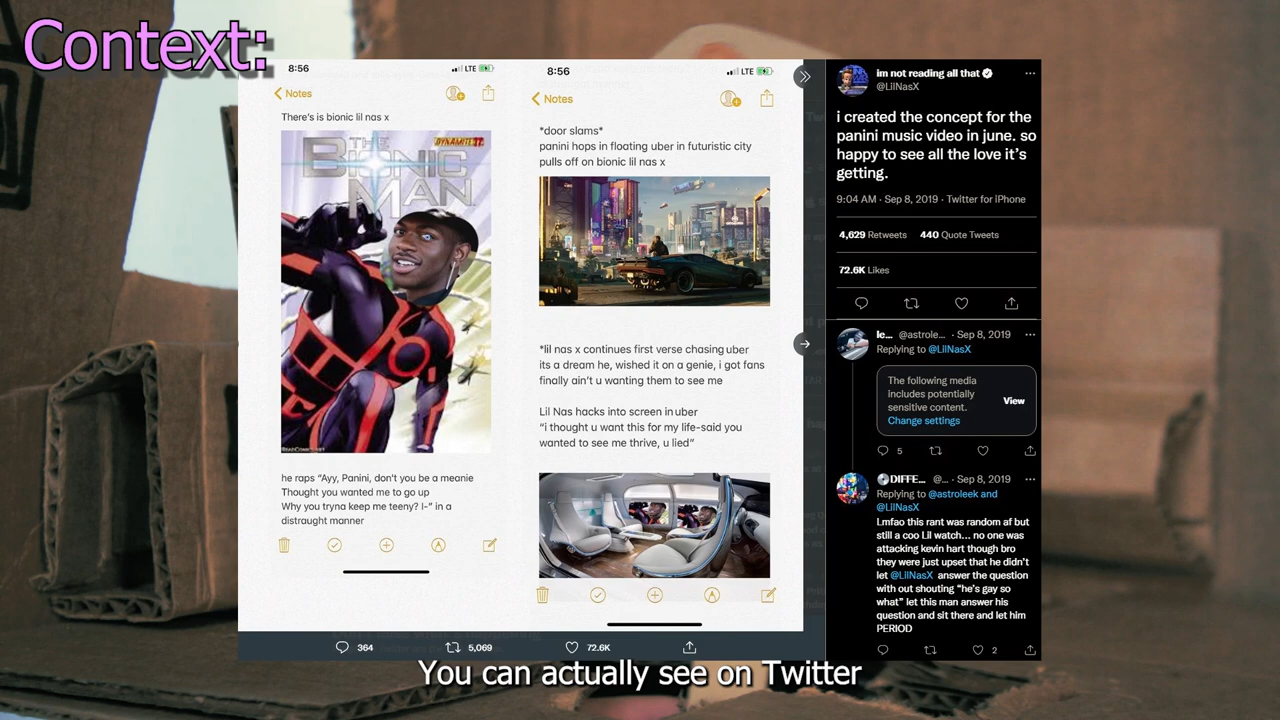 Context:
8:56
LTE
Notes
There's is bionic lil nas x
THE
BIONIC
MAN
DYNAMITE
he raps “Ayy, Panini, don't you be a meanie
Thought you wanted me to go up
Why you tryna keep me teeny? I-” in a
distraught manner
8:56
LTE
Notes
*door slams*
panini hops in floating uber in futuristic city
pulls off on bionic lil nas x
*lil nas x continues first verse chasing uber
its a dream he, wished it on a genie, i got fans
finally ain't u wanting them to see me
Lil Nas hacks into screen in uber
“i thought u want this for my life-said you
wanted to see me thrive, u lied”
364
5,069
72.6K
im not reading all that
@LilNasX
i created the concept for the
panini music video in june. so
happy to see all the love it's
getting.
9:04 AM · Sep 8, 2019 · Twitter for iPhone
4,629 Retweets 440 Quote Tweets
72.6K Likes
le... @astrole... · Sep 8, 2019
Replying to @LilNasX
The following media
includes potentially
sensitive content.
Change settings
View
5
DIFFE... @... · Sep 8, 2019
Replying to @astroleek and
@LilNasX
Lmfao this rant was random af but
still a coo Lil watch... no one was
attacking kevin hart though bro
they were just upset that he didn't
let @LilNasX answer the question
with out shouting “he's gay so
what” let this man answer his
question and sit there and let him
PERIOD
2
You can actually see on Twitter